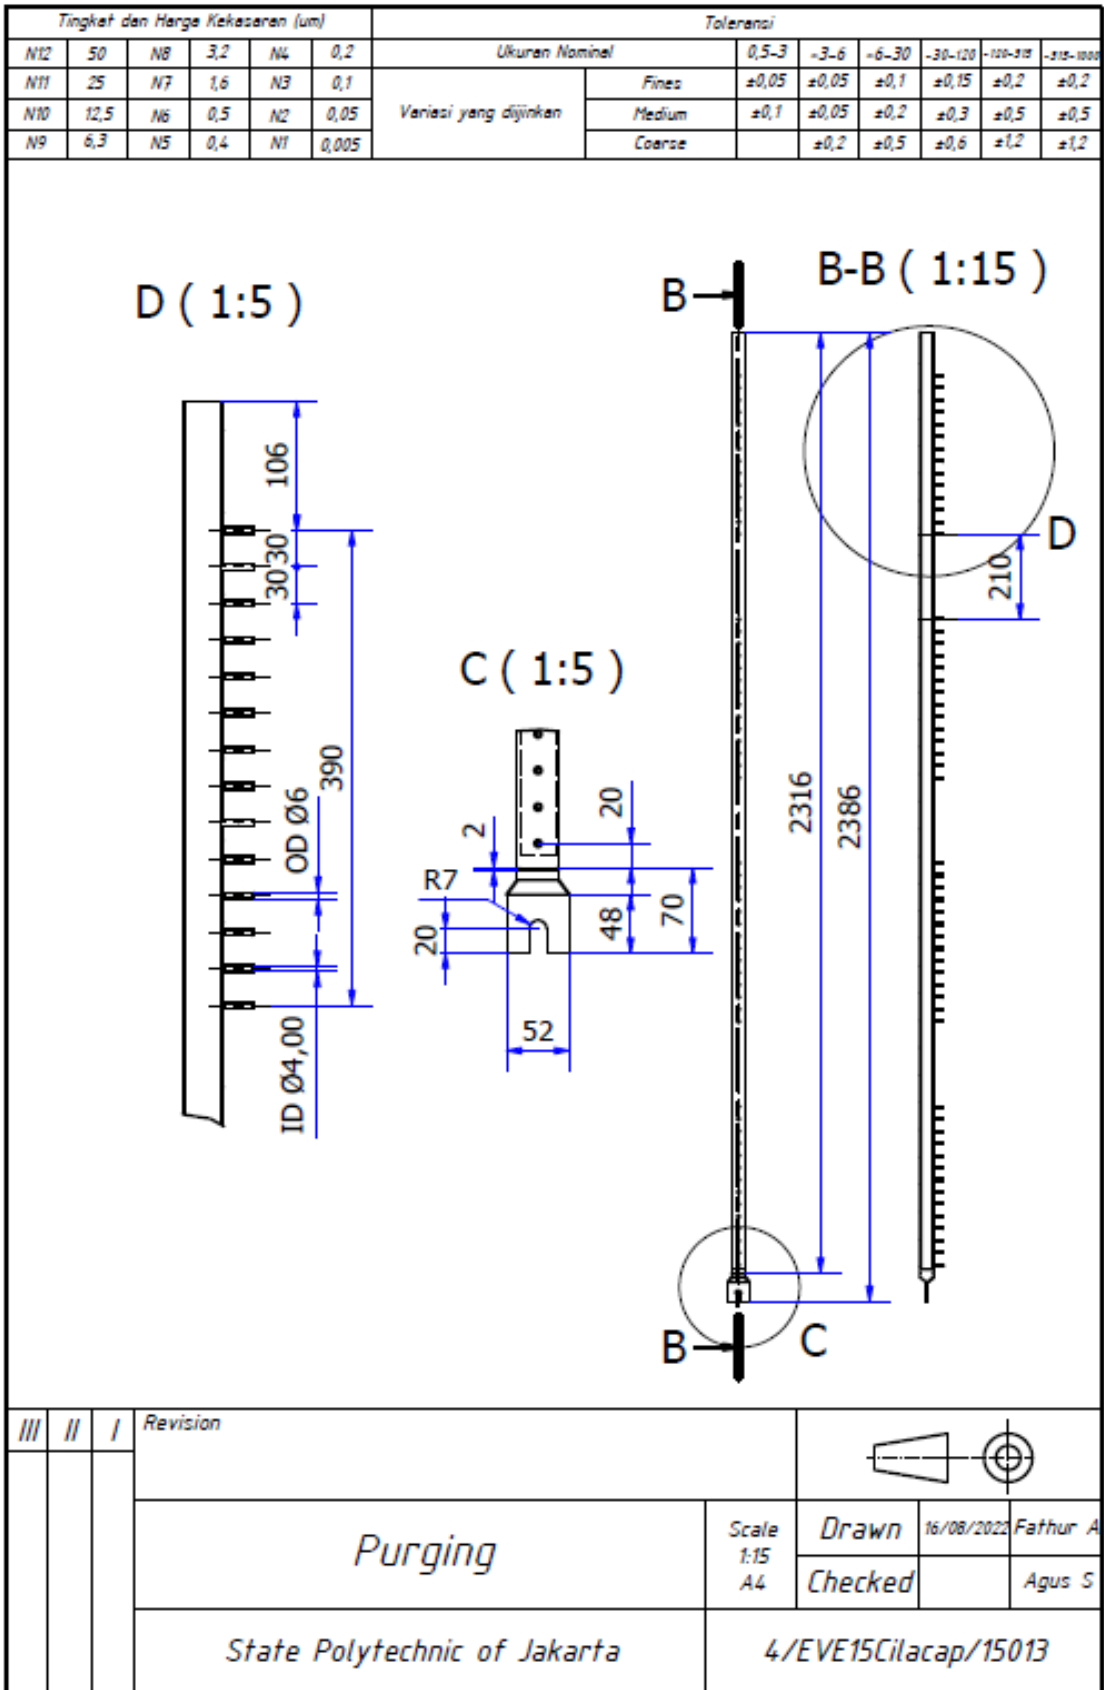 Tingkat dan Harga Kekasaran (um)
Toleransi
N12 50 N8 3,2 N4 0,2 Ukuran Nominal 0,5-3 -3-6 -6-30 -30-120 -120-315 -315-1000
N11 25 N7 1,6 N3 0,1 Variasi yang dijinkan Fines ±0,05 ±0,05 ±0,1 ±0,15 ±0,2 ±0,2
N10 12,5 N6 0,5 N2 0,05 Medium ±0,1 ±0,05 ±0,2 ±0,3 ±0,5 ±0,5
N9 6,3 N5 0,4 N1 0,005 Coarse ±0,2 ±0,5 ±0,6 ±1,2 ±1,2
D ( 1:5 )
106
30
30
390
OD Ø6
ID Ø4,00
C ( 1:5 )
2
20
R7
20
48
70
52
B
2316
2386
B
C
B-B ( 1:15 )
D
210
III II I Revision
Purging
Scale
1:15
A4
Drawn 16/08/2022 Fathur A
Checked Agus S
State Polytechnic of Jakarta
4/EVE15Cilacap/15013